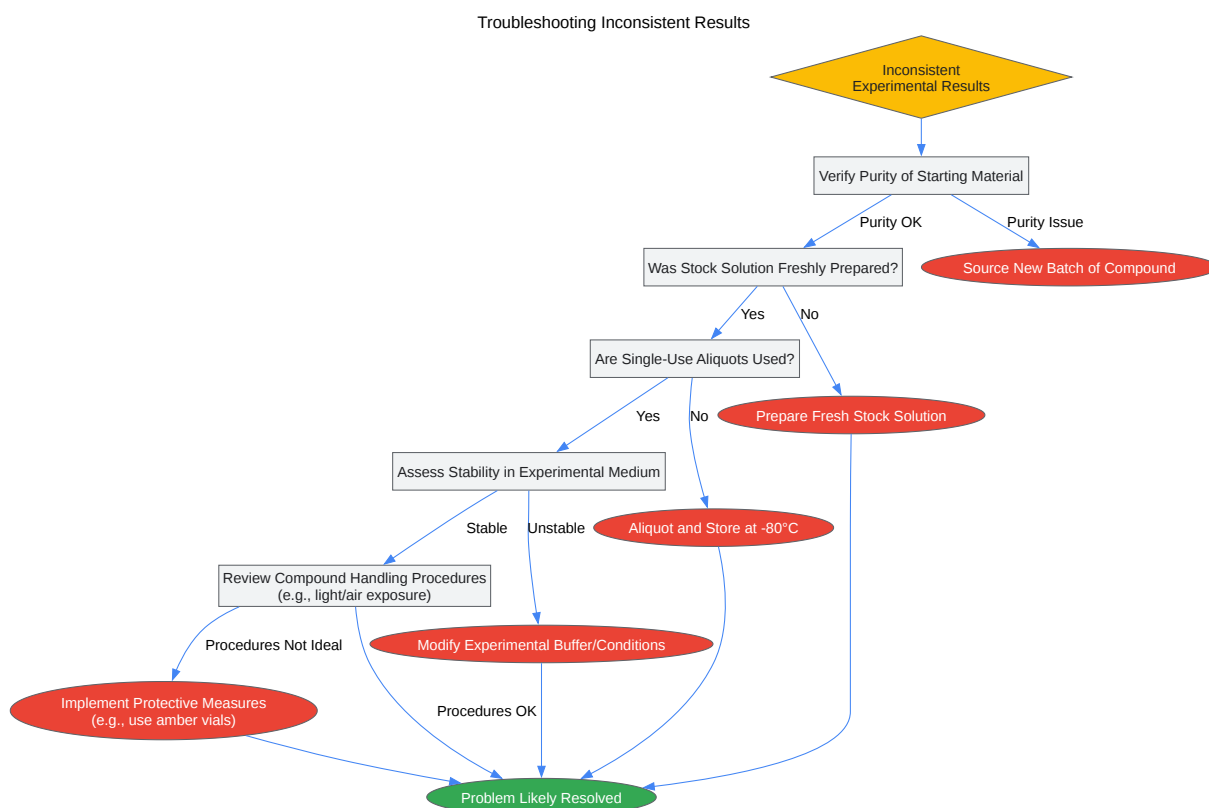 Troubleshooting Inconsistent Results
Inconsistent
Experimental Results
Verify Purity of Starting Material
Purity OK
Purity Issue
Was Stock Solution Freshly Prepared?
Source New Batch of Compound
Yes
No
Are Single-Use Aliquots Used?
Yes
No
Prepare Fresh Stock Solution
Assess Stability in Experimental Medium
Stable
Unstable
Aliquot and Store at -80°C
Review Compound Handling Procedures
(e.g., light/air exposure)
Procedures Not Ideal
Modify Experimental Buffer/Conditions
Implement Protective Measures
(e.g., use amber vials)
Procedures OK
Problem Likely Resolved